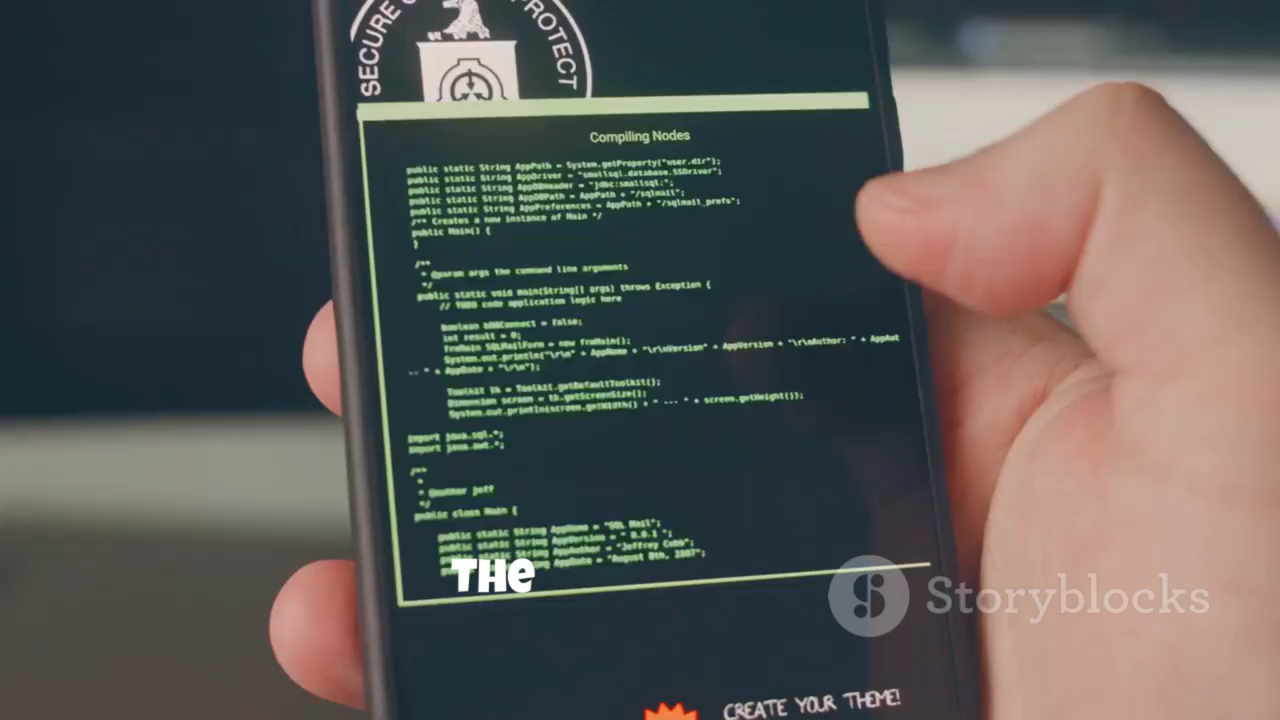 SECURE
PROTECT
Compiling Nodes
public static String AppPath = System.getProperty("user.dir");
public static String AppDriver = "smallsql.database.SSDriver";
public static String AppDBHeader = "jdbc:smallsql:";
public static String AppDBPath = AppPath + "/sqlmail";
public static String AppPreferences = AppPath + "/sqlmail_prefs";
/** Creates a new instance of Main */
public Main() {
}
/**
* @param args the command line arguments
*/
public static void main(String[] args) throws Exception {
// TODO code application logic here
boolean bDBConnect = false;
int result = 0;
frmMain SQLMailForm = new frmMain();
System.out.println("\r\n" + AppName + "\r\nVersion" + AppVersion + "\r\nAuthor: " + AppAut
-- " + AppDate + "\r\n");
Toolkit tk = Toolkit.getDefaultToolkit();
Dimension screen = tk.getScreenSize();
System.out.println(screen.getWidth() + " --- " + screen.getHeight());
import java.sql.*;
import java.awt.*;
/**
*
* @author jeff
*/
public class Main {
public static String AppName = "SQL Mail";
public static String AppVersion = " 0.0.1 ";
static String AppAuthor = "Jeffrey Cobb";
static String AppDate = "August 8th, 2007";
THE
Storyblocks
CREATE YOUR THEME!